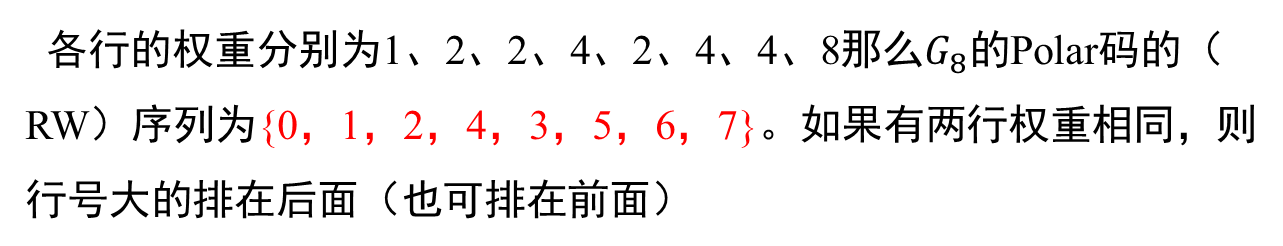 各行的权重分别为1、2、2、4、2、4、4、8那么G₈的Polar码的（
RW）序列为{0，1，2，4，3，5，6，7}。如果有两行权重相同，则
行号大的排在后面（也可排在前面）